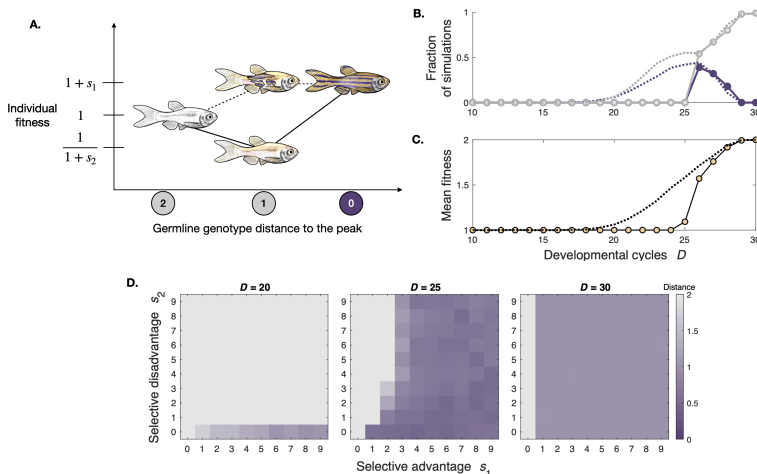 A.
Individual
fitness
1 + s₁
1
1
1 + s₂
2
1
0
Germline genotype distance to the peak
B.
Fraction
of simulations
1
0.5
0
10 15 20 25 30
C.
Mean fitness
2
1.5
1
10 15 20 25 30
Developmental cycles D
D.
D = 20
D = 25
D = 30
Distance
Selective disadvantage s₂
9
8
7
6
5
4
3
2
1
0
0 1 2 3 4 5 6 7 8 9
9
8
7
6
5
4
3
2
1
0
0 1 2 3 4 5 6 7 8 9
9
8
7
6
5
4
3
2
1
0
0 1 2 3 4 5 6 7 8 9
2
1.5
1
0.5
0
Selective advantage s₁